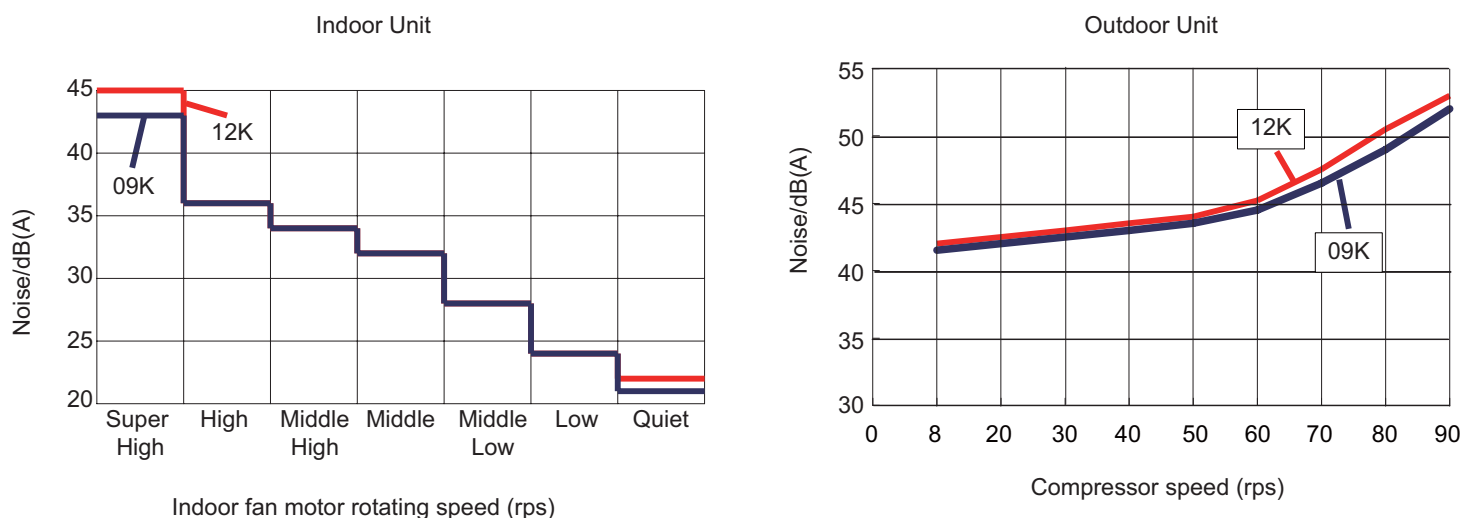 Indoor Unit
Noise/dB(A)
45
40
35
30
25
20
12K
09K
Super High
High
Middle High
Middle
Middle Low
Low
Quiet
Indoor fan motor rotating speed (rps)
Outdoor Unit
Noise/dB(A)
55
50
45
40
35
30
12K
09K
0 8 20 30 40 50 60 70 80 90
Compressor speed (rps)